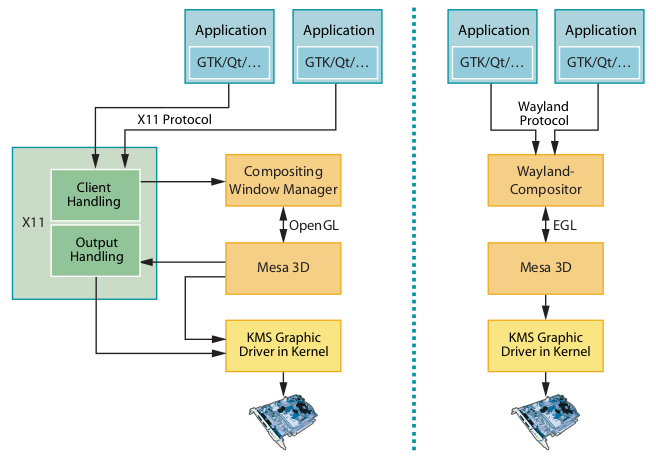 Application
GTK/Qt/...
Application
GTK/Qt/...
X11 Protocol
X11
Client
Handling
Output
Handling
Compositing
Window Manager
OpenGL
Mesa 3D
KMS Graphic
Driver in Kernel
Application
GTK/Qt/...
Application
GTK/Qt/...
Wayland
Protocol
Wayland-
Compositor
EGL
Mesa 3D
KMS Graphic
Driver in Kernel